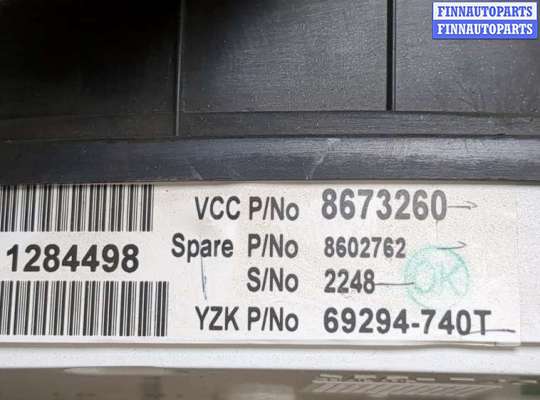 FINNAUTOPARTS
FINNAUTOPARTS
VCC P/No 8673260
1284498
Spare P/No 8602762
S/No 2248
OK
YZK P/No 69294-740T